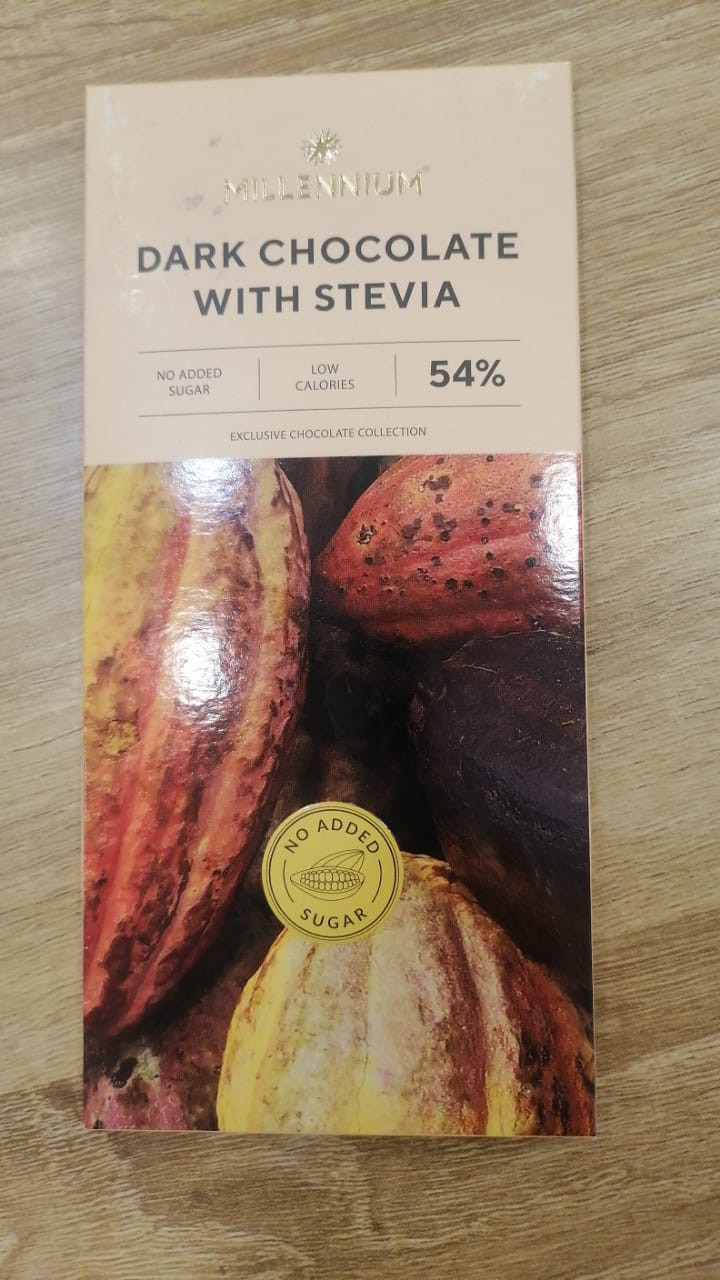 MILLENNIUM®
DARK CHOCOLATE
WITH STEVIA
NO ADDED
SUGAR
LOW
CALORIES
54%
EXCLUSIVE CHOCOLATE COLLECTION
NO ADDED
SUGAR